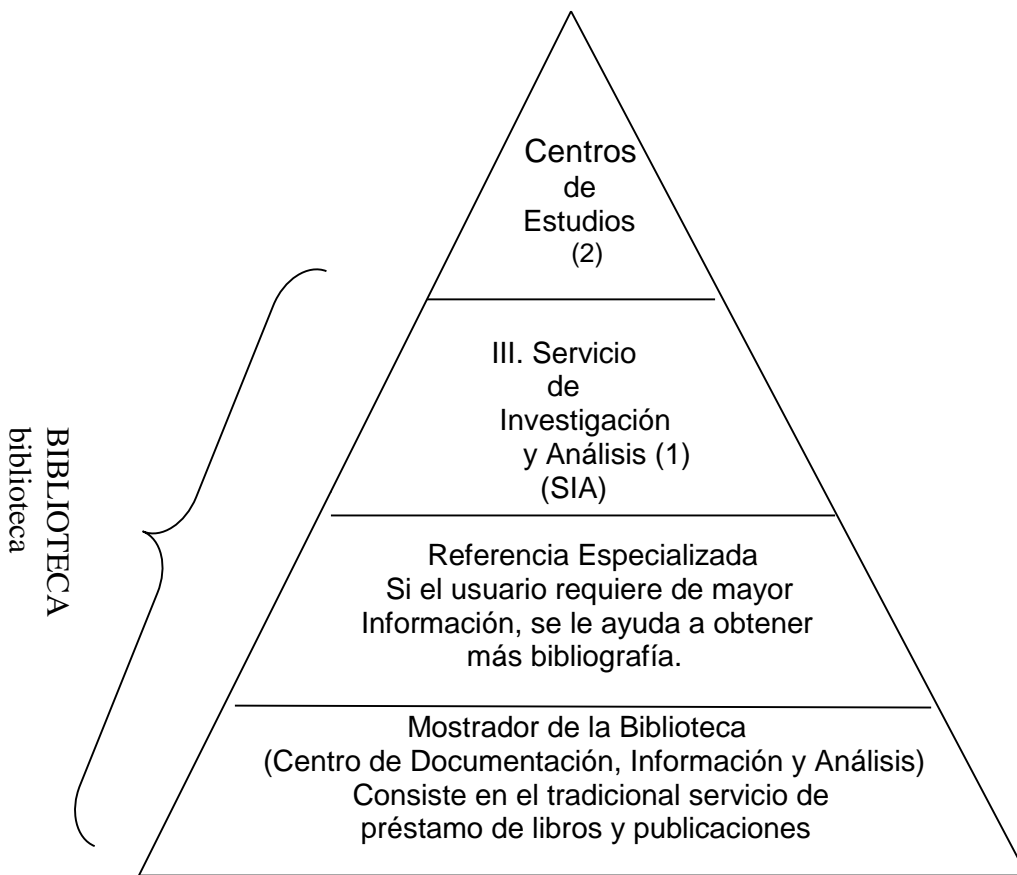 Centros
de
Estudios
(2)
III. Servicio
de
Investigación
y Análisis (1)
(SIA)
Referencia Especializada
Si el usuario requiere de mayor
Información, se le ayuda a obtener
más bibliografía.
Mostrador de la Biblioteca
(Centro de Documentación, Información y Análisis)
Consiste en el tradicional servicio de
préstamo de libros y publicaciones
BIBLIOTECA
biblioteca